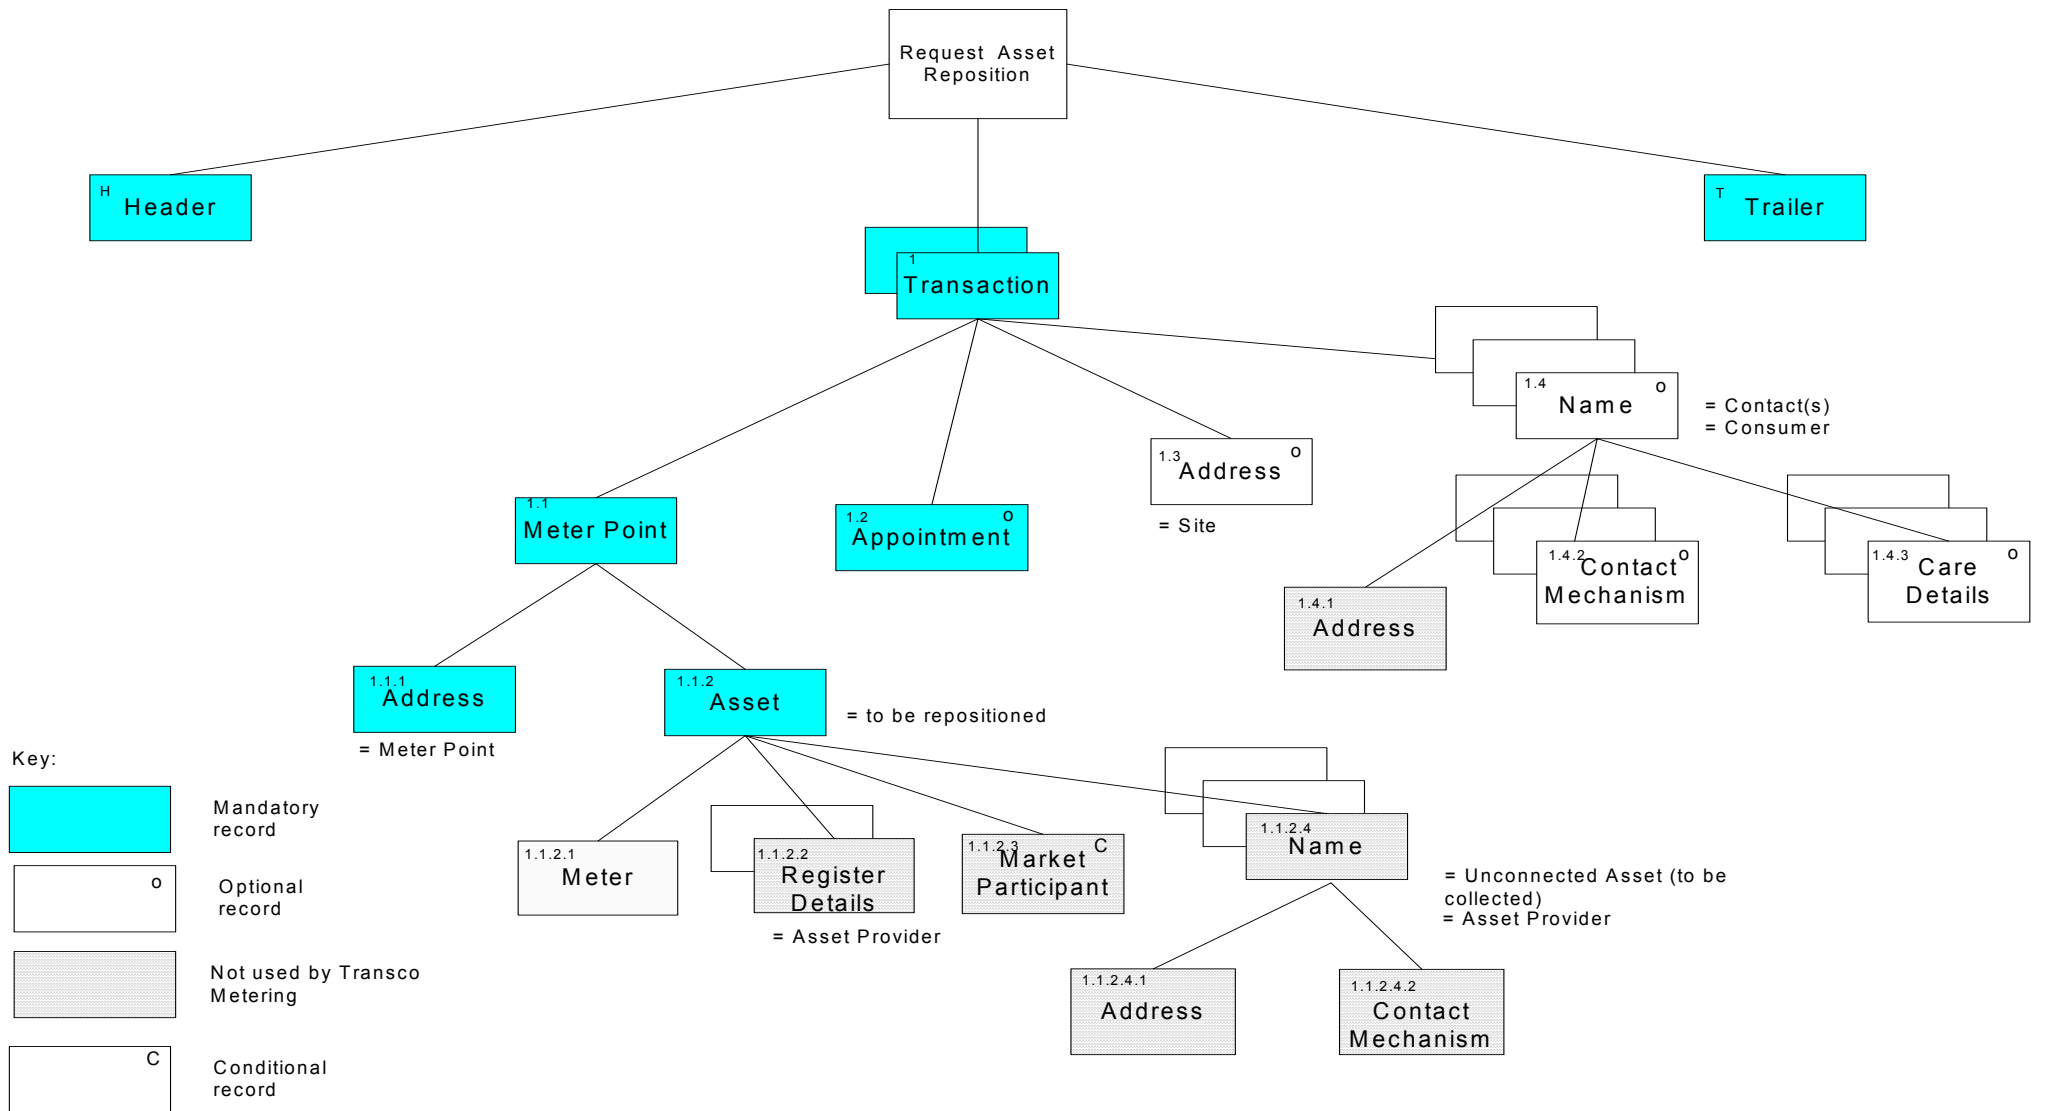 Request Asset
Reposition
H
Header
T
Trailer
1
Transaction
1.4
o
Name
= Contact(s)
= Consumer
1.3
o
Address
= Site
1.1
Meter Point
1.2
o
Appointment
1.4.2
o
Contact
Mechanism
1.4.3
o
Care
Details
1.4.1
Address
1.1.1
Address
= Meter Point
1.1.2
Asset
= to be repositioned
1.1.2.1
Meter
1.1.2.2
Register
Details
= Asset Provider
1.1.2.3
C
Market
Participant
1.1.2.4
Name
= Unconnected Asset (to be
collected)
= Asset Provider
1.1.2.4.1
Address
1.1.2.4.2
Contact
Mechanism
Key:
Mandatory
record
o
Optional
record
Not used by Transco
Metering
C
Conditional
record